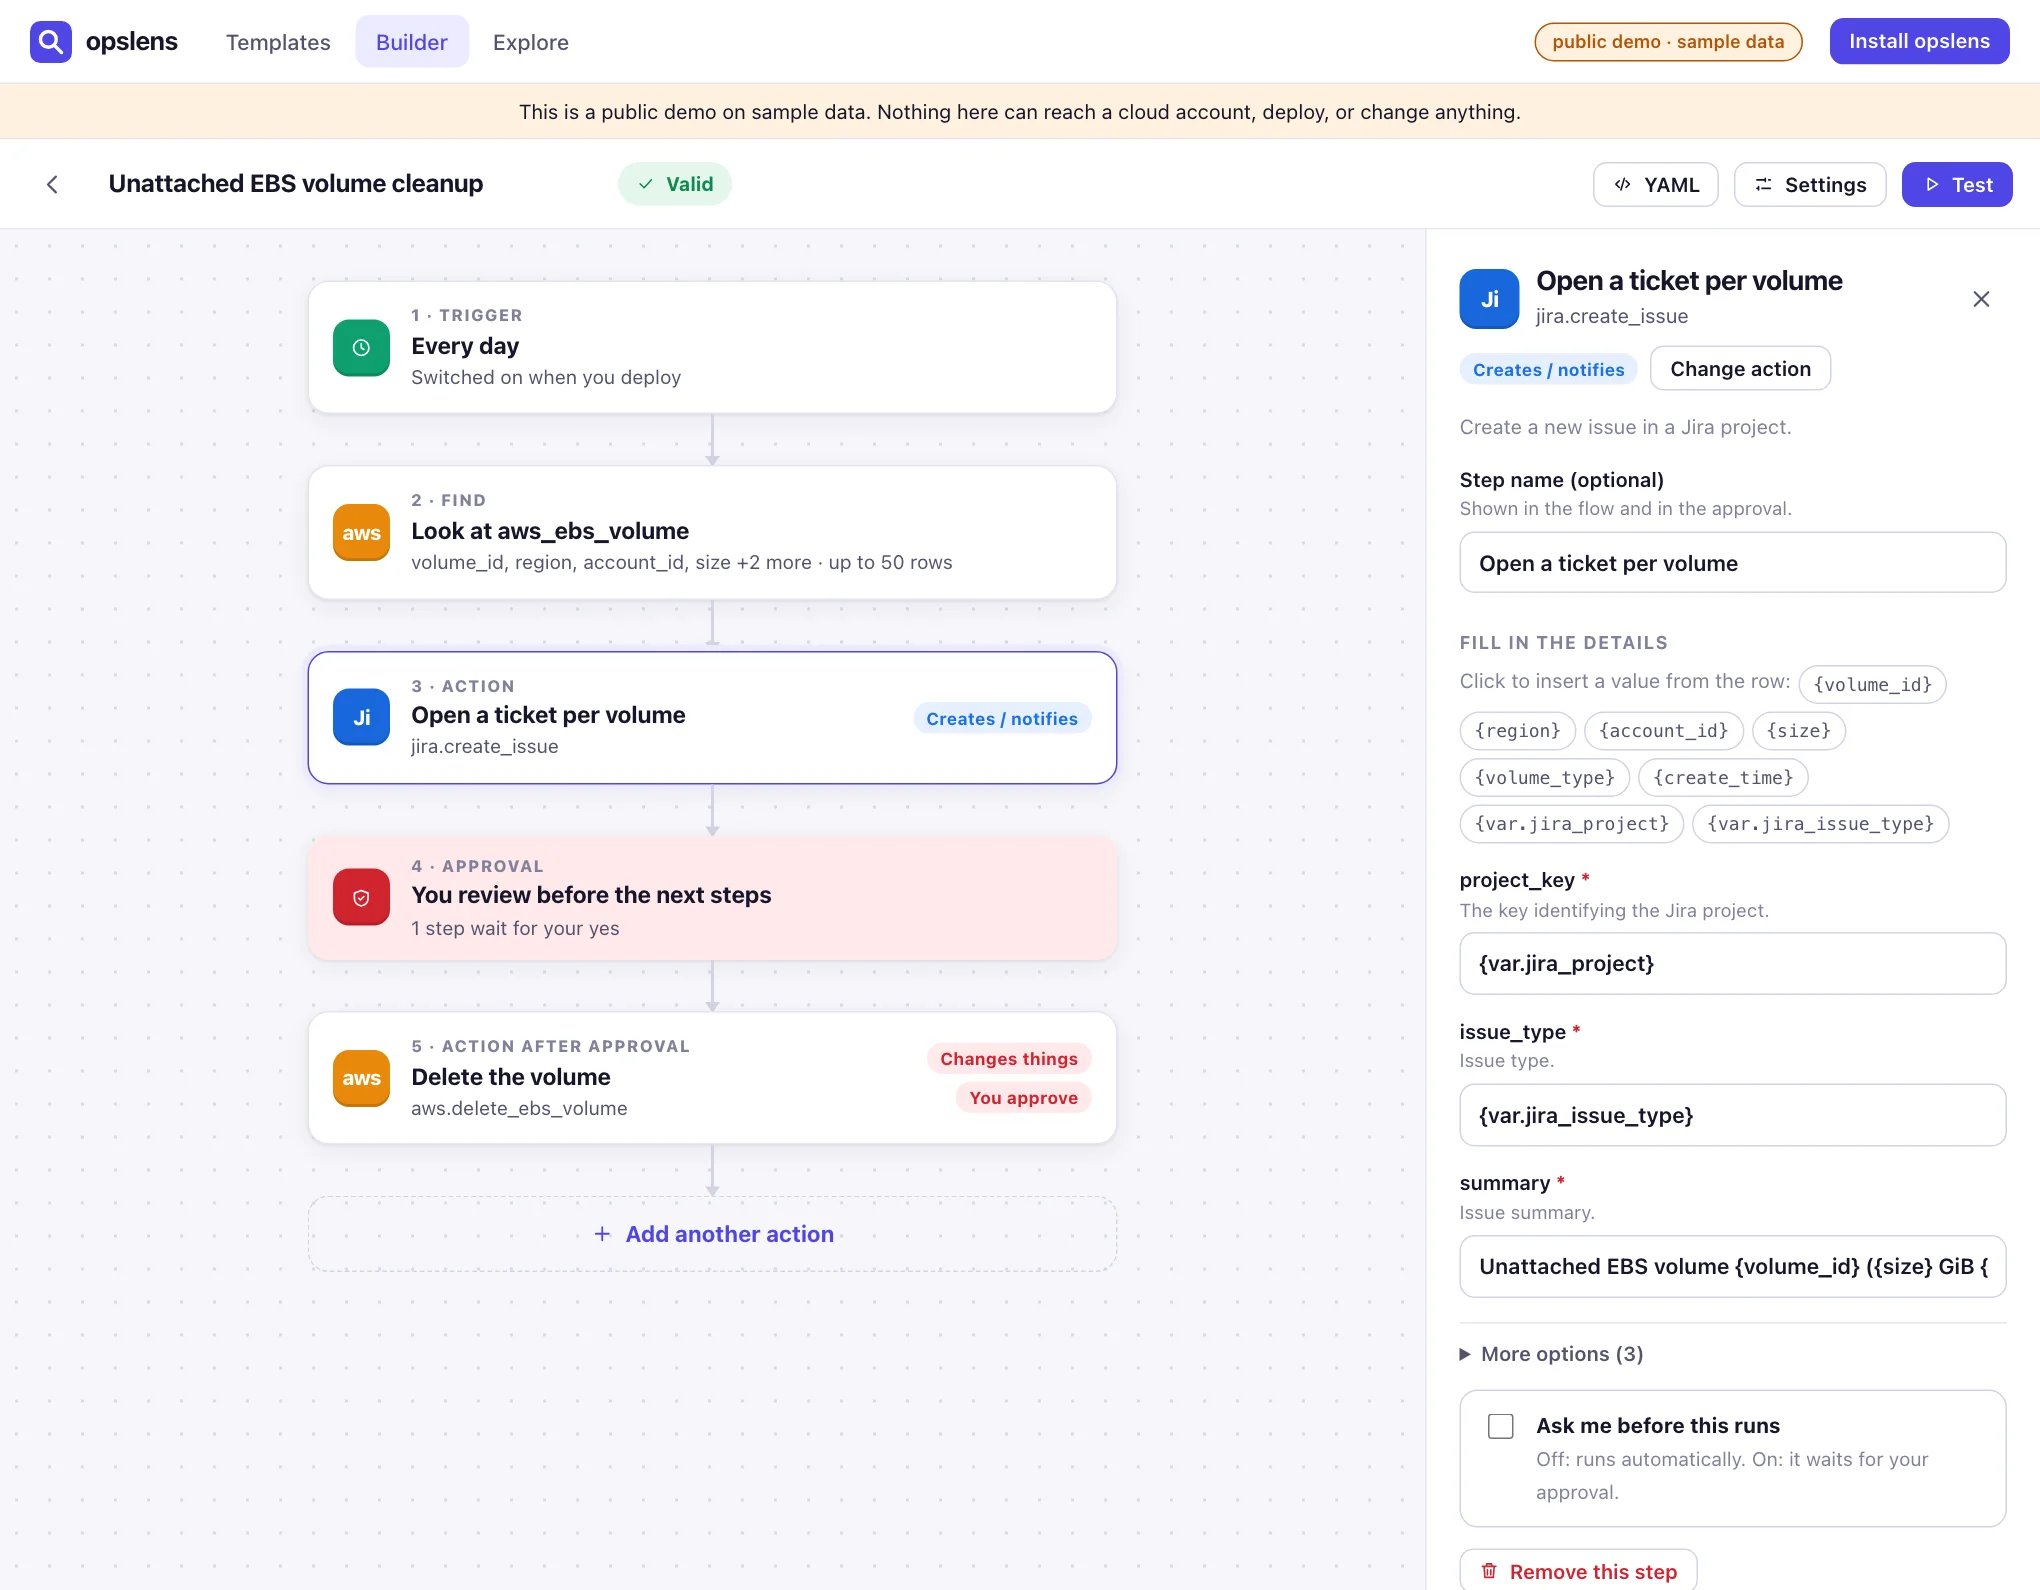 opslens
Templates
Builder
Explore
public demo · sample data
Install opslens
This is a public demo on sample data. Nothing here can reach a cloud account, deploy, or change anything.
Unattached EBS volume cleanup
Valid
YAML
Settings
Test
1 · TRIGGER
Every day
Switched on when you deploy
aws
2 · FIND
Look at aws_ebs_volume
volume_id, region, account_id, size +2 more · up to 50 rows
Ji
3 · ACTION
Open a ticket per volume
jira.create_issue
Creates / notifies
4 · APPROVAL
You review before the next steps
1 step wait for your yes
aws
5 · ACTION AFTER APPROVAL
Delete the volume
aws.delete_ebs_volume
Changes things
You approve
+ Add another action
Ji
Open a ticket per volume
jira.create_issue
Creates / notifies
Change action
Create a new issue in a Jira project.
Step name (optional)
Shown in the flow and in the approval.
Open a ticket per volume
FILL IN THE DETAILS
Click to insert a value from the row: {volume_id}
{region} {account_id} {size}
{volume_type} {create_time}
{var.jira_project} {var.jira_issue_type}
project_key *
The key identifying the Jira project.
{var.jira_project}
issue_type *
Issue type.
{var.jira_issue_type}
summary *
Issue summary.
Unattached EBS volume {volume_id} ({size} GiB {
More options (3)
Ask me before this runs
Off: runs automatically. On: it waits for your
approval.
Remove this step